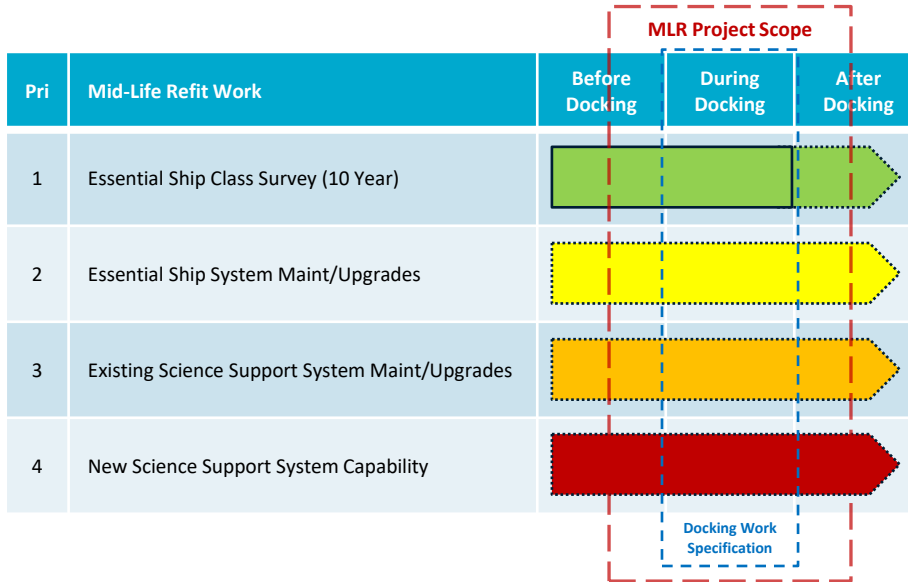 MLR Project Scope
Pri
Mid-Life Refit Work
Before
Docking
During
Docking
After
Docking
1
Essential Ship Class Survey (10 Year)
2
Essential Ship System Maint/Upgrades
3
Existing Science Support System Maint/Upgrades
4
New Science Support System Capability
Docking Work
Specification